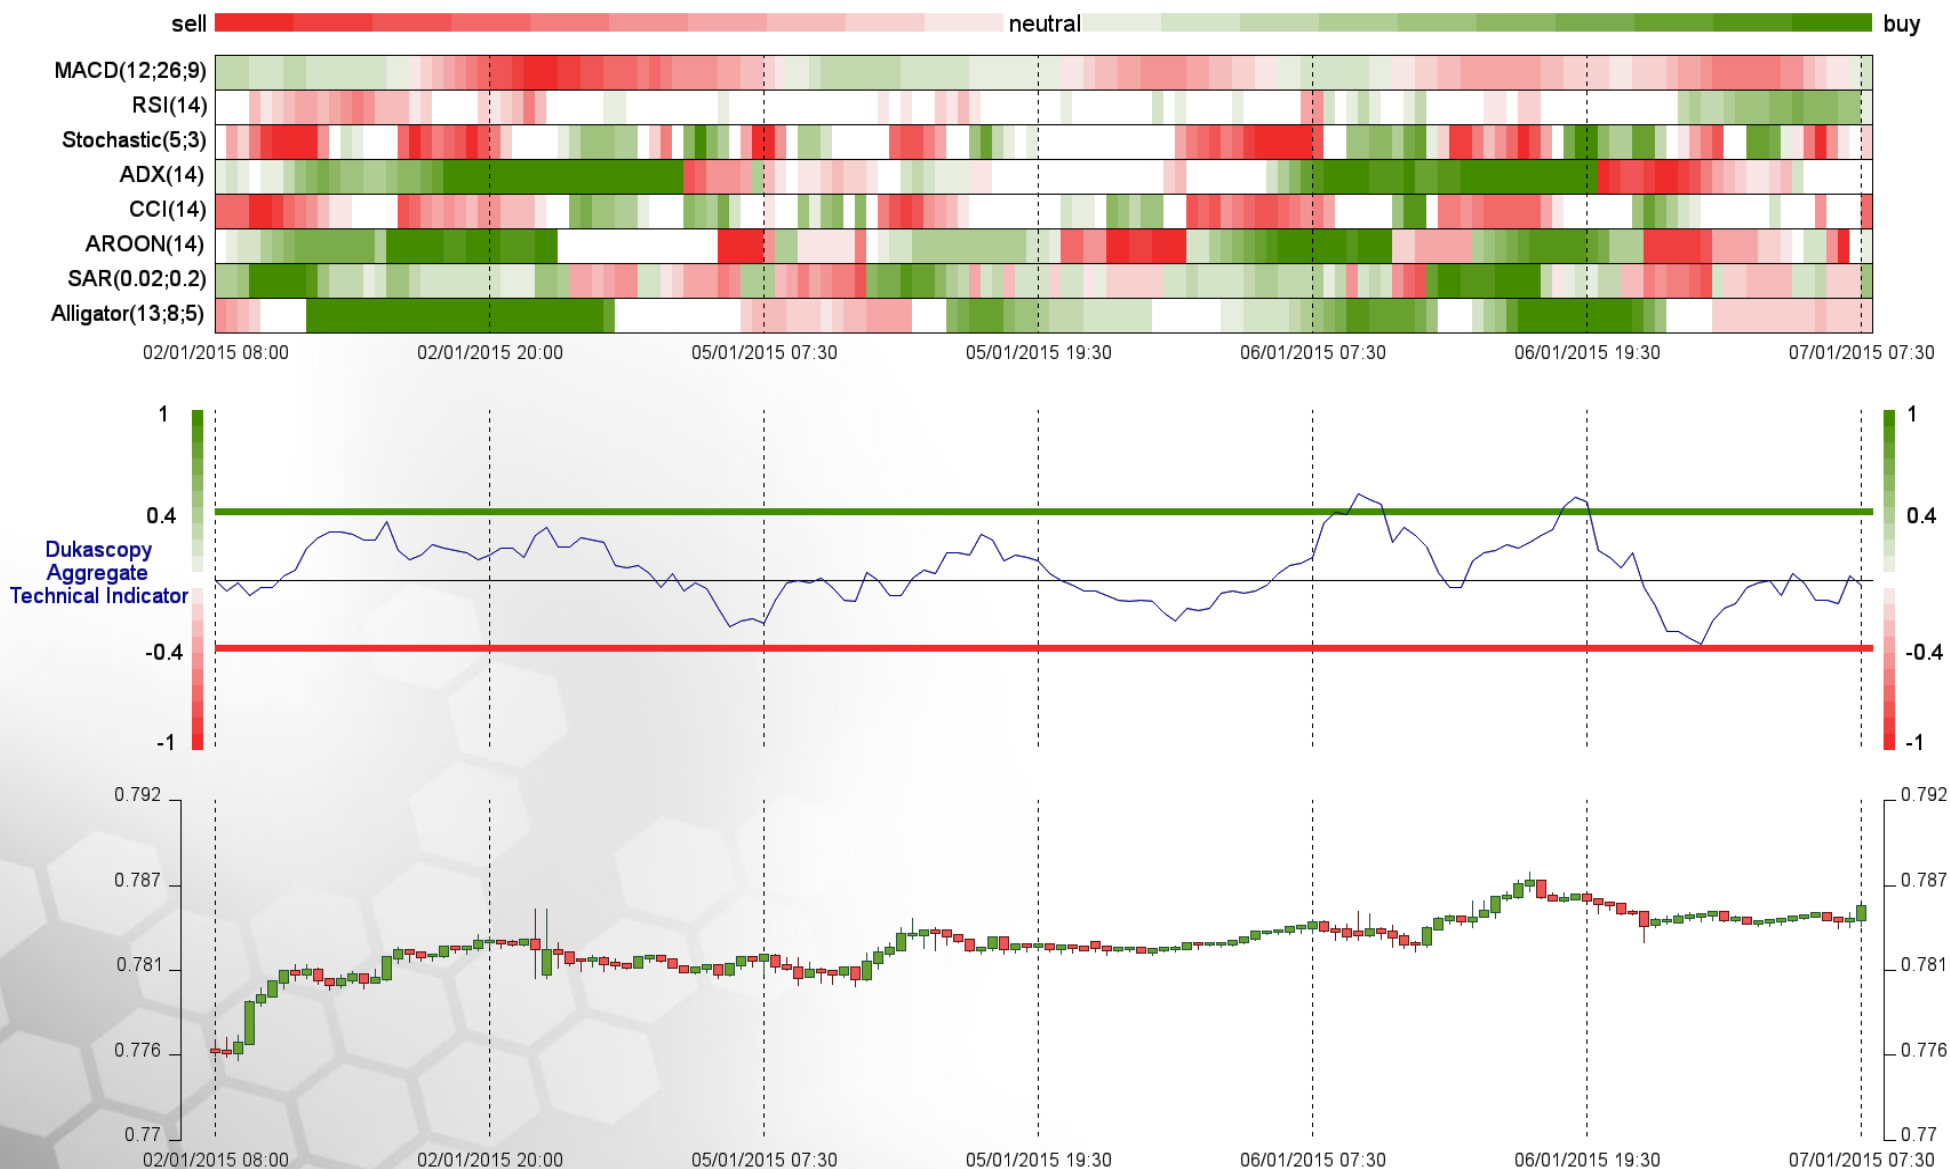 sell neutral buy
MACD(12;26;9)
RSI(14)
Stochastic(5;3)
ADX(14)
CCI(14)
AROON(14)
SAR(0.02;0.2)
Alligator(13;8;5)
02/01/2015 08:00 02/01/2015 20:00 05/01/2015 07:30 05/01/2015 19:30 06/01/2015 07:30 06/01/2015 19:30 07/01/2015 07:30
1 1
0.4 0.4
Dukascopy
Aggregate
Technical Indicator
-0.4 -0.4
-1 -1
0.792 0.792
0.787 0.787
0.781 0.781
0.776 0.776
0.77 0.77
02/01/2015 08:00 02/01/2015 20:00 05/01/2015 07:30 05/01/2015 19:30 06/01/2015 07:30 06/01/2015 19:30 07/01/2015 07:30